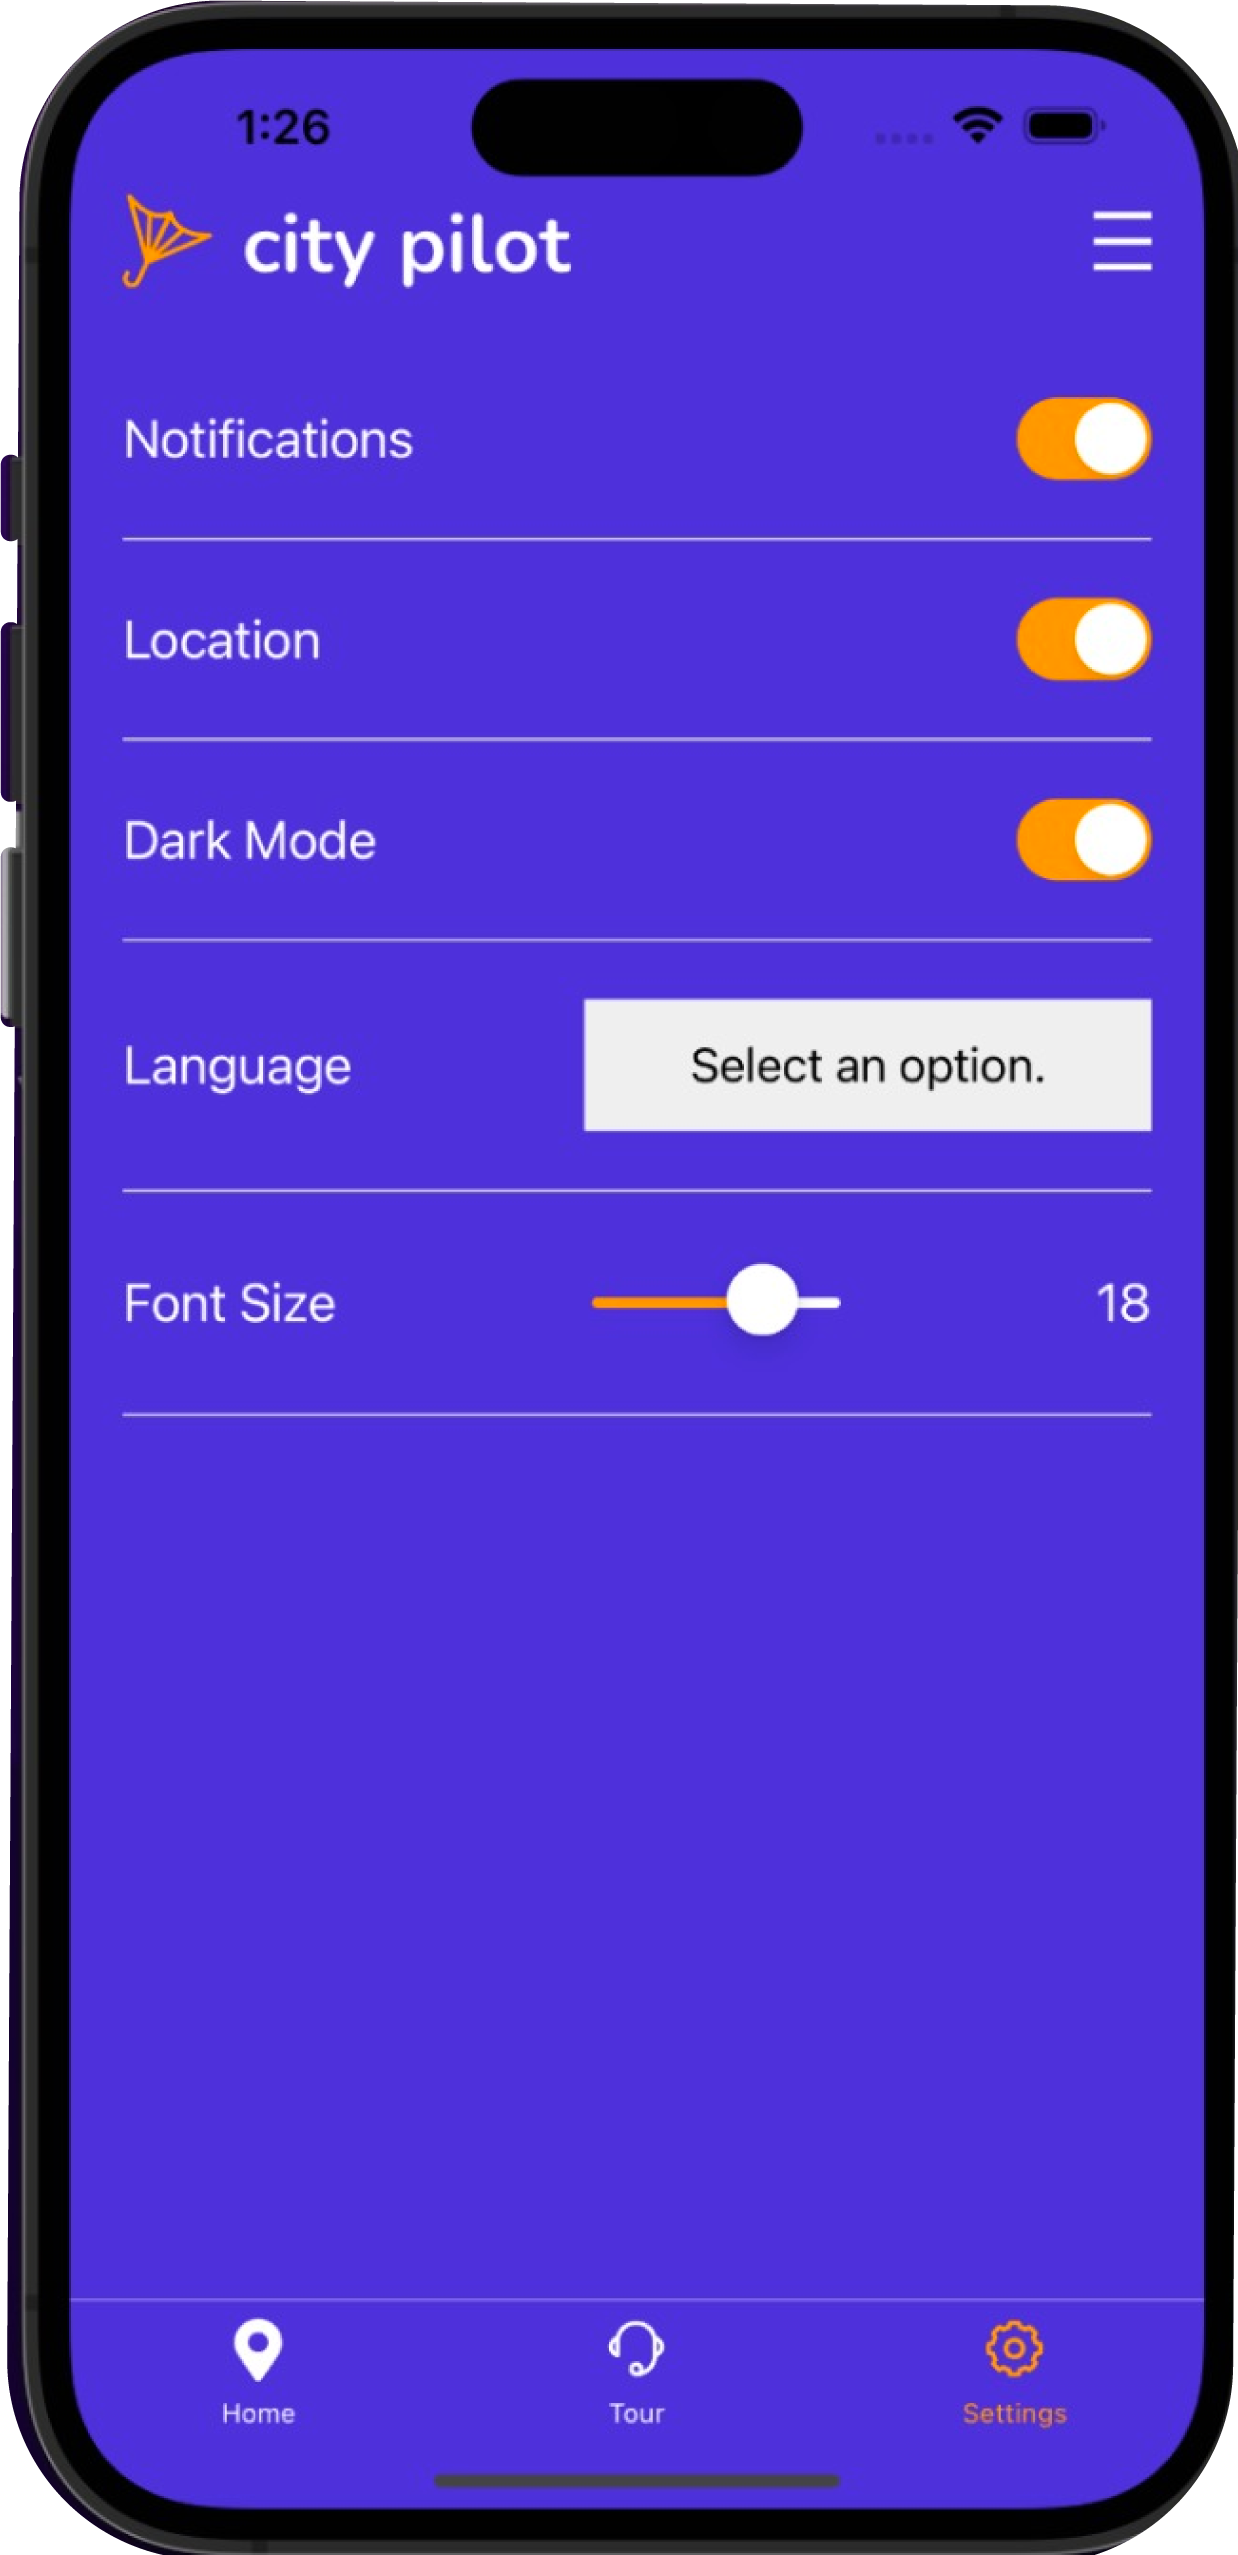 1:26
city pilot
Notifications
Location
Dark Mode
Language
Select an option.
Font Size
18
Home
Tour
Settings